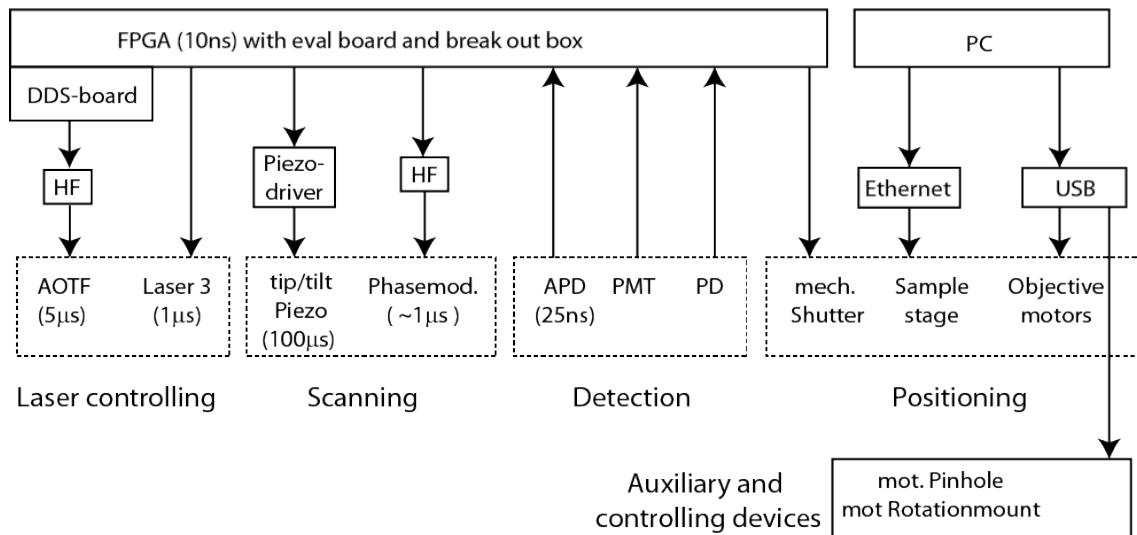 FPGA (10ns) with eval board and break out box
PC
DDS-board
HF
Piezo-
driver
HF
Ethernet
USB
AOTF
(5µs)
Laser 3
(1µs)
tip/tilt
Piezo
(100µs)
Phasemod.
( ~1µs )
APD
(25ns)
PMT
PD
mech.
Shutter
Sample
stage
Objective
motors
Laser controlling
Scanning
Detection
Positioning
Auxiliary and
controlling devices
mot. Pinhole
mot Rotationmount